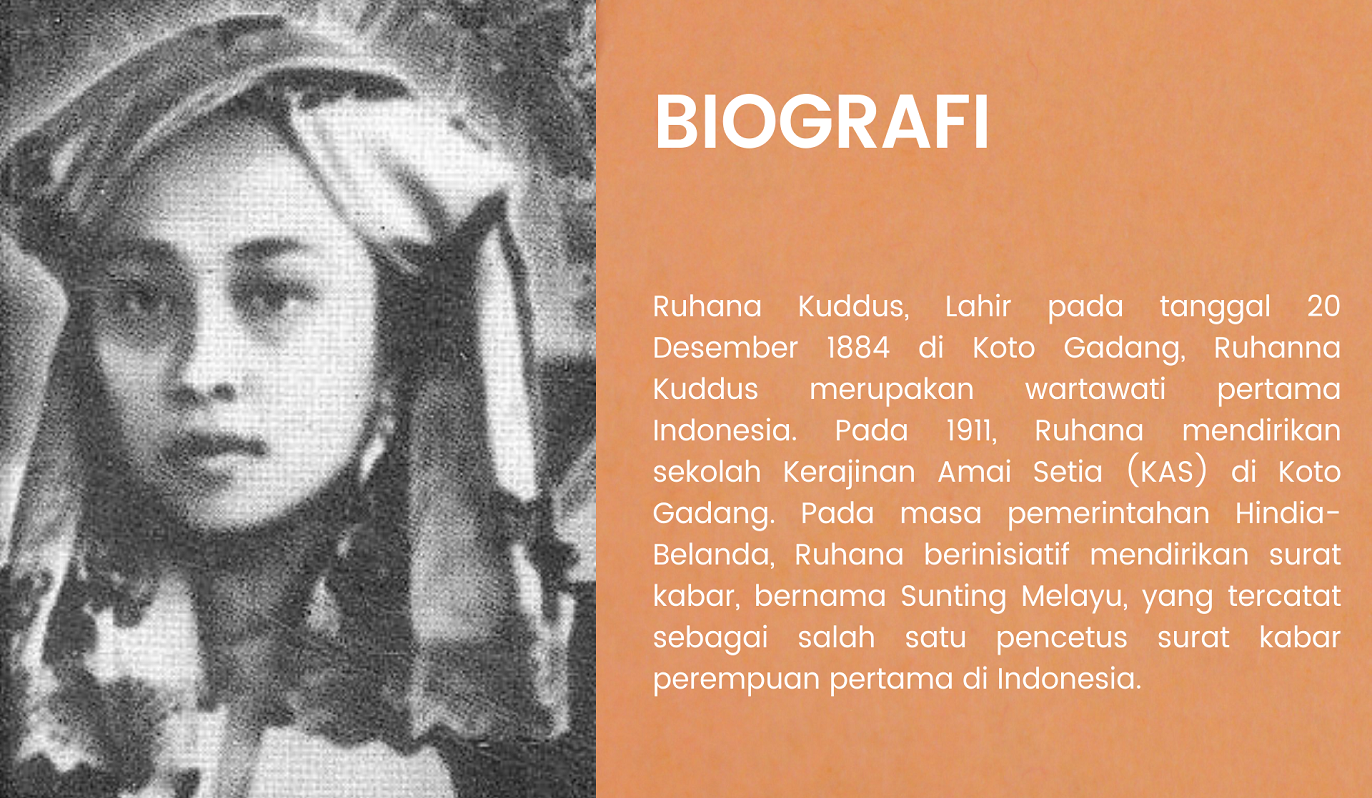 BIOGRAFI
Ruhana Kuddus, Lahir pada tanggal 20
Desember 1884 di Koto Gadang, Ruhanna
Kuddus merupakan wartawati pertama
Indonesia. Pada 1911, Ruhana mendirikan
sekolah Kerajinan Amai Setia (KAS) di Koto
Gadang. Pada masa pemerintahan Hindia-
Belanda, Ruhana berinisiatif mendirikan surat
kabar, bernama Sunting Melayu, yang tercatat
sebagai salah satu pencetus surat kabar
perempuan pertama di Indonesia.